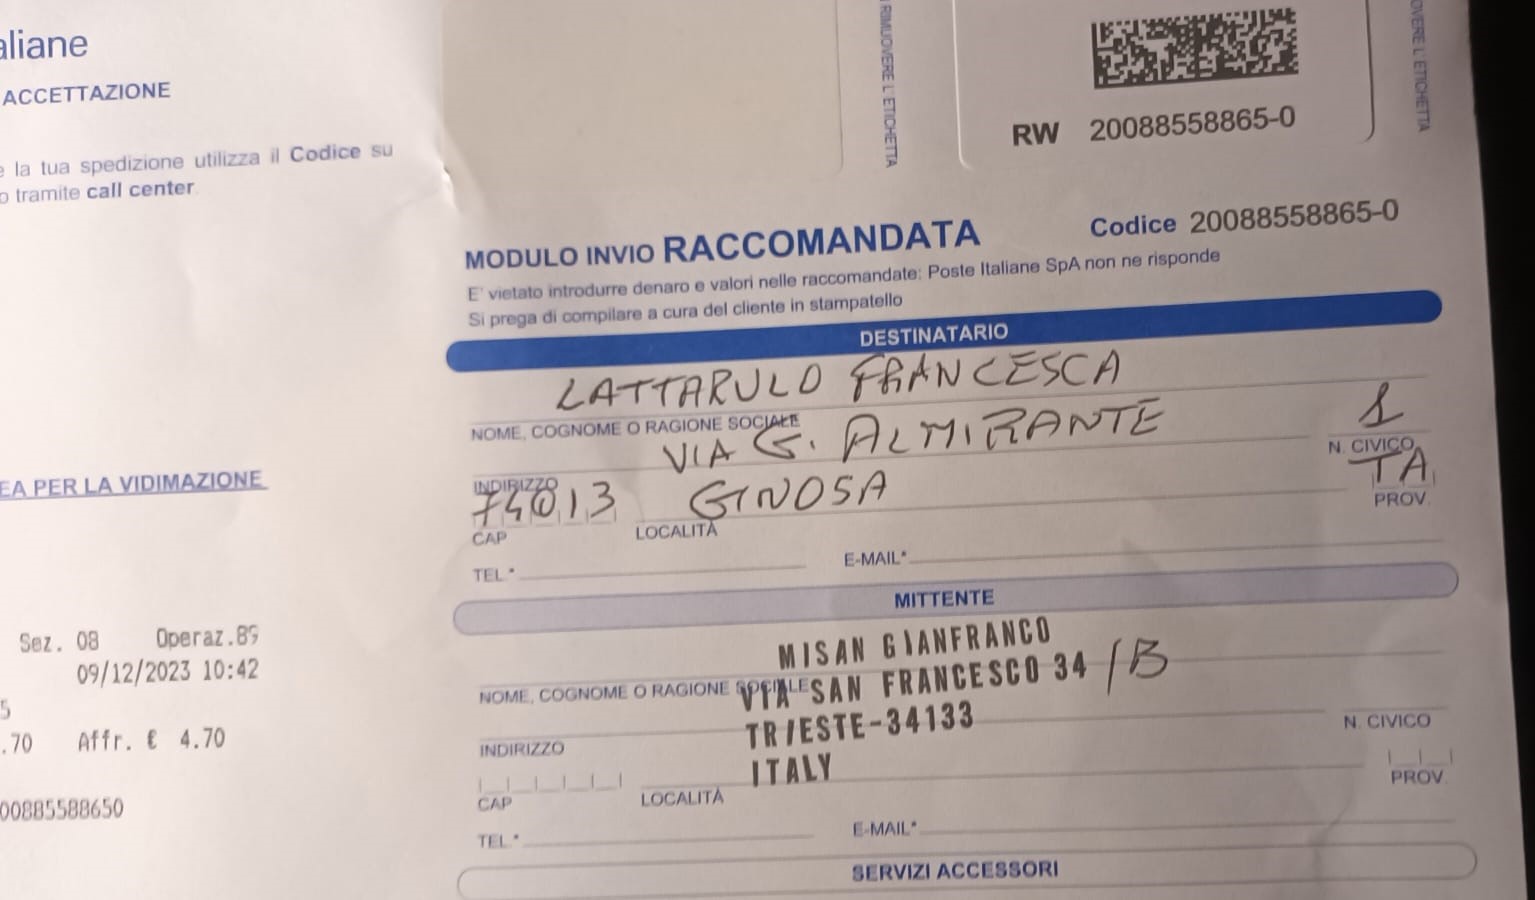 aliane
ACCETTAZIONE
e la tua spedizione utilizza il Codice su
o tramite call center.
EA PER LA VIDIMAZIONE
Sez. 08 Operaz.89
09/12/2023 10:42
5
.70 Affr. € 4.70
00885588650
RIMUOVERE L'ETICHETTA
OVERE L'ETICHETTA
RW 20088558865-0
MODULO INVIO RACCOMANDATA Codice 20088558865-0
E' vietato introdurre denaro e valori nelle raccomandate: Poste Italiane SpA non ne risponde
Si prega di compilare a cura del cliente in stampatello
DESTINATARIO
LATTARULO FRANCESCA
NOME, COGNOME O RAGIONE SOCIALE
VIA G. ALMIRANTE 1
INDIRIZZO N. CIVICO
74013 GINOSA TA
CAP LOCALITÀ PROV.
TEL.* E-MAIL*
MITTENTE
MISAN GIANFRANCO
NOME, COGNOME O RAGIONE SOCIALE
VIA SAN FRANCESCO 34 /B
TRIESTE-34133
INDIRIZZO N. CIVICO
ITALY
CAP LOCALITÀ PROV.
TEL.* E-MAIL*
SERVIZI ACCESSORI